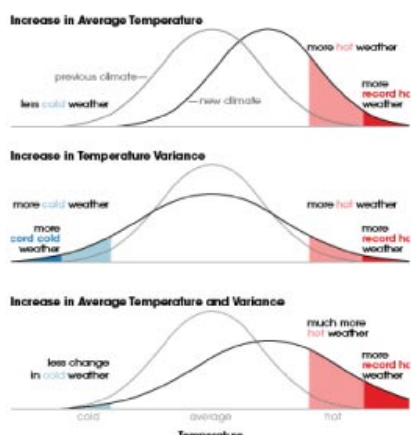 Increase in Average Temperature
more hot weather
previous climate
more
less cold weather
new climate
record ho
weather
Increase in Temperature Variance
more cold weather
more hot weather
more
cord cold
weather
more
record ho
weather
Increase in Average Temperature and Variance
much more
hot weather
less change
in cold weather
more
record ho
weather
cold
average
hot
Temperature